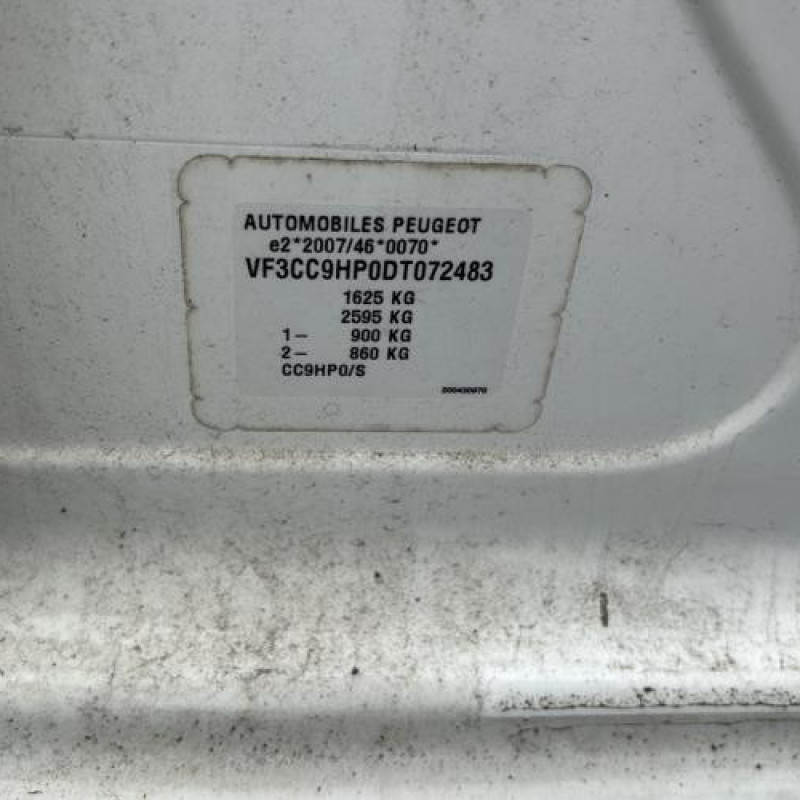 AUTOMOBILES PEUGEOT
e2*2007/46*0070*
VF3CC9HP0DT072483
1625 KG
2595 KG
1- 900 KG
2- 860 KG
CC9HP0/S